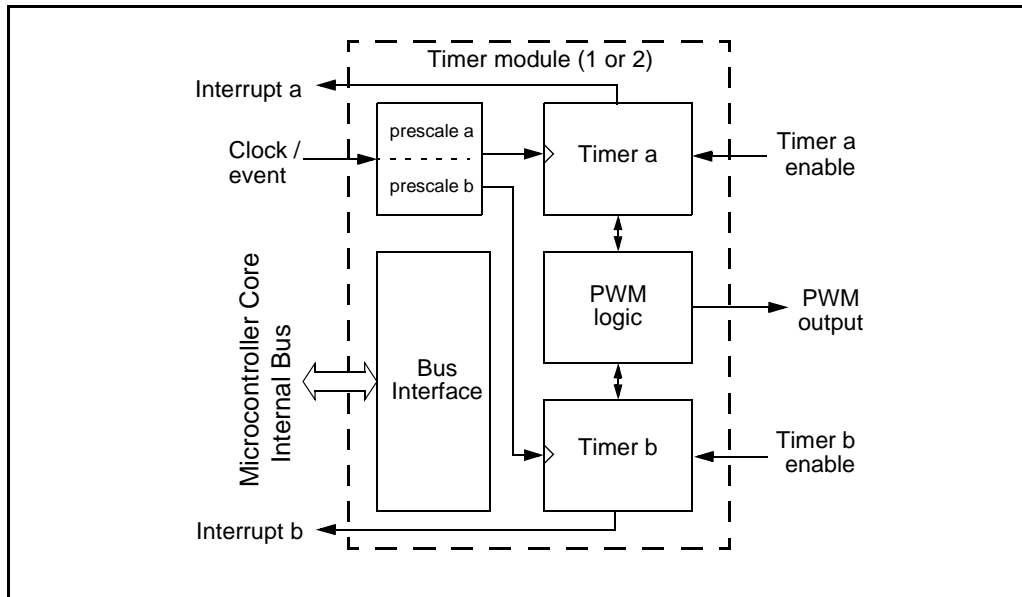 Timer module (1 or 2)
Interrupt a
prescale a
Clock /
event
prescale b
Timer a
Timer a
enable
Microcontroller Core
Internal Bus
Bus
Interface
PWM
logic
PWM
output
Timer b
Timer b
enable
Interrupt b